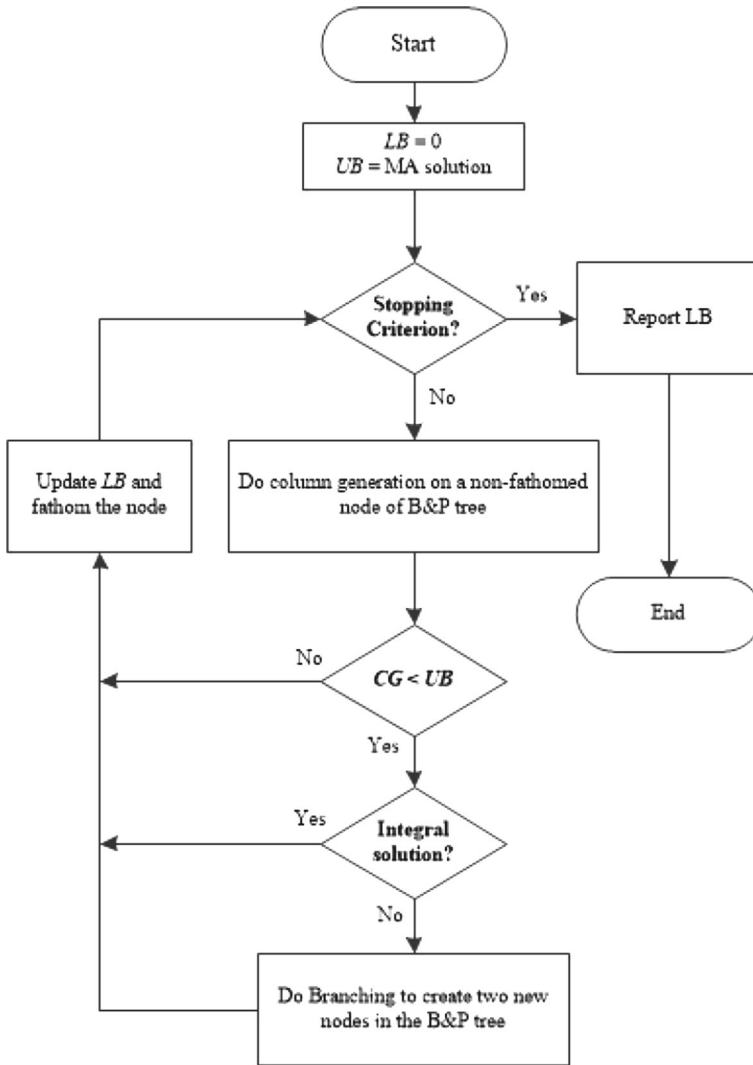 Start
LB = 0
UB = MA solution
Stopping
Criterion?
Yes
Report LB
No
Update LB and
fathom the node
Do column generation on a non-fathomed
node of B&P tree
End
No
CG < UB
Yes
Yes
Integral
solution?
No
Do Branching to create two new
nodes in the B&P tree